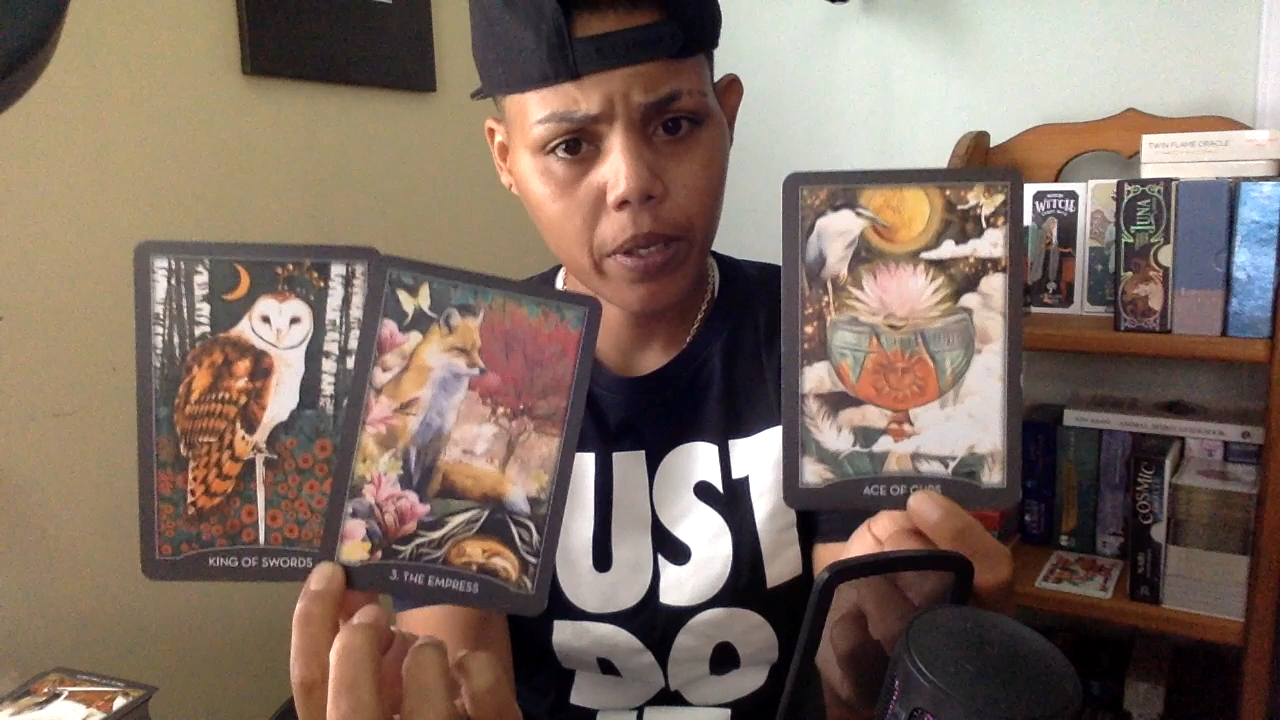 TWIN FLAME ORACLE
WITCH
LUNA
COSMIC
KING OF SWORDS
3. THE EMPRESS
ACE OF CUPS
UST
DO